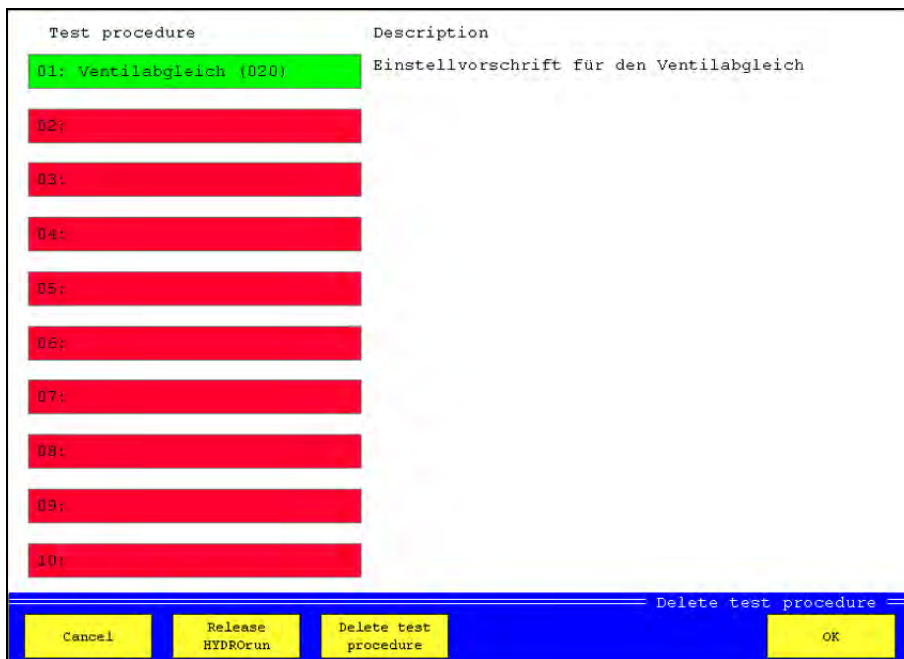 Test procedure
Description
01: Ventilabgleich (020)
Einstellvorschrift für den Ventilabgleich
02:
03:
04:
05:
06:
07:
08:
09:
10:
Delete test procedure
Cancel
Release
HYDROrun
Delete test
procedure
OK